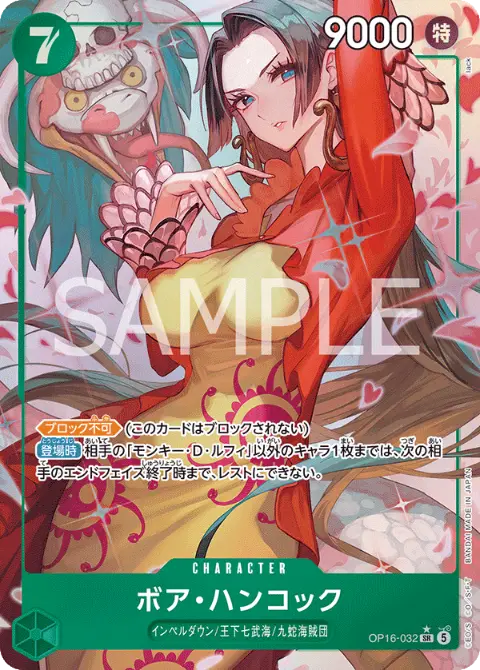 7
9000 特
lack
SAMPLE
ブロック不可 (このカードはブロックされない)
登場時 相手の「モンキー・D・ルフィ」以外のキャラ1枚までは、次の相
手のエンドフェイズ終了時まで、レストにできない。
CHARACTER
ボア・ハンコック
インペルダウン/王下七武海/九蛇海賊団
OP16-032 SR 5
©E.O/S. ©O/S・F・T BANDAI MADE IN JAPAN